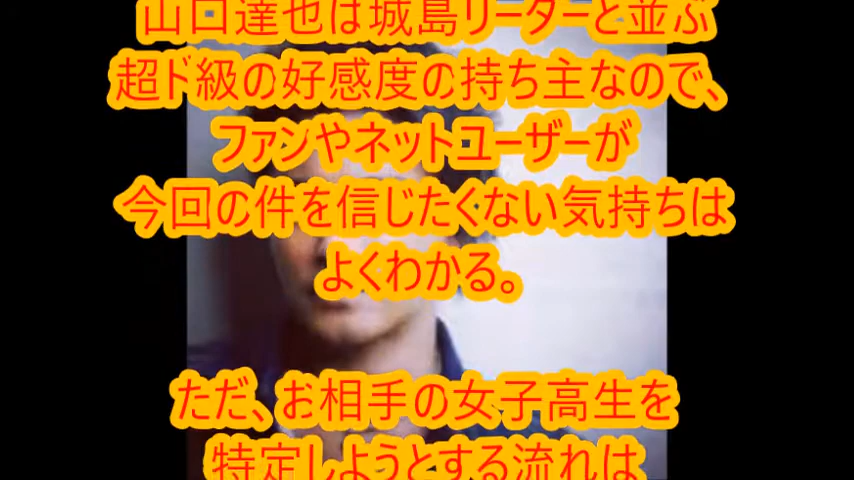 山口達也は城島リーダーと並ぶ
超ド級の好感度の持ち主なので、
ファンやネットユーザーが
今回の件を信じたくない気持ちは
よくわかる。
ただ、お相手の女子高生を
特定しようとする流れは